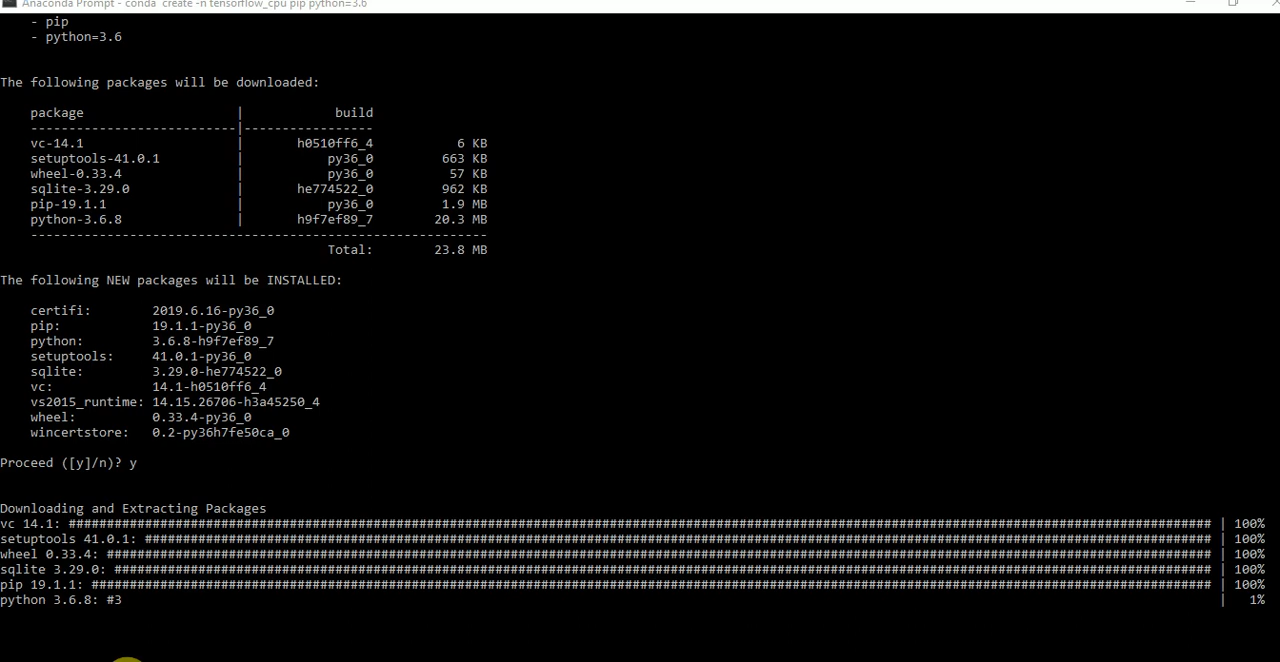 Anaconda Prompt - conda create -n tensorflow_cpu pip python=3.6
- pip
- python=3.6
The following packages will be downloaded:
package | build
---------------------------|-----------------
vc-14.1 | h0510ff6_4 6 KB
setuptools-41.0.1 | py36_0 663 KB
wheel-0.33.4 | py36_0 57 KB
sqlite-3.29.0 | he774522_0 962 KB
pip-19.1.1 | py36_0 1.9 MB
python-3.6.8 | h9f7ef89_7 20.3 MB
------------------------------------------------------------
Total: 23.8 MB
The following NEW packages will be INSTALLED:
certifi: 2019.6.16-py36_0
pip: 19.1.1-py36_0
python: 3.6.8-h9f7ef89_7
setuptools: 41.0.1-py36_0
sqlite: 3.29.0-he774522_0
vc: 14.1-h0510ff6_4
vs2015_runtime: 14.15.26706-h3a45250_4
wheel: 0.33.4-py36_0
wincertstore: 0.2-py36h7fe50ca_0
Proceed ([y]/n)? y
Downloading and Extracting Packages
vc 14.1: ###################################################################################################################################################### | 100%
setuptools 41.0.1: ############################################################################################################################################ | 100%
wheel 0.33.4: ################################################################################################################################################# | 100%
sqlite 3.29.0: ################################################################################################################################################ | 100%
pip 19.1.1: ################################################################################################################################################### | 100%
python 3.6.8: #3 | 1%